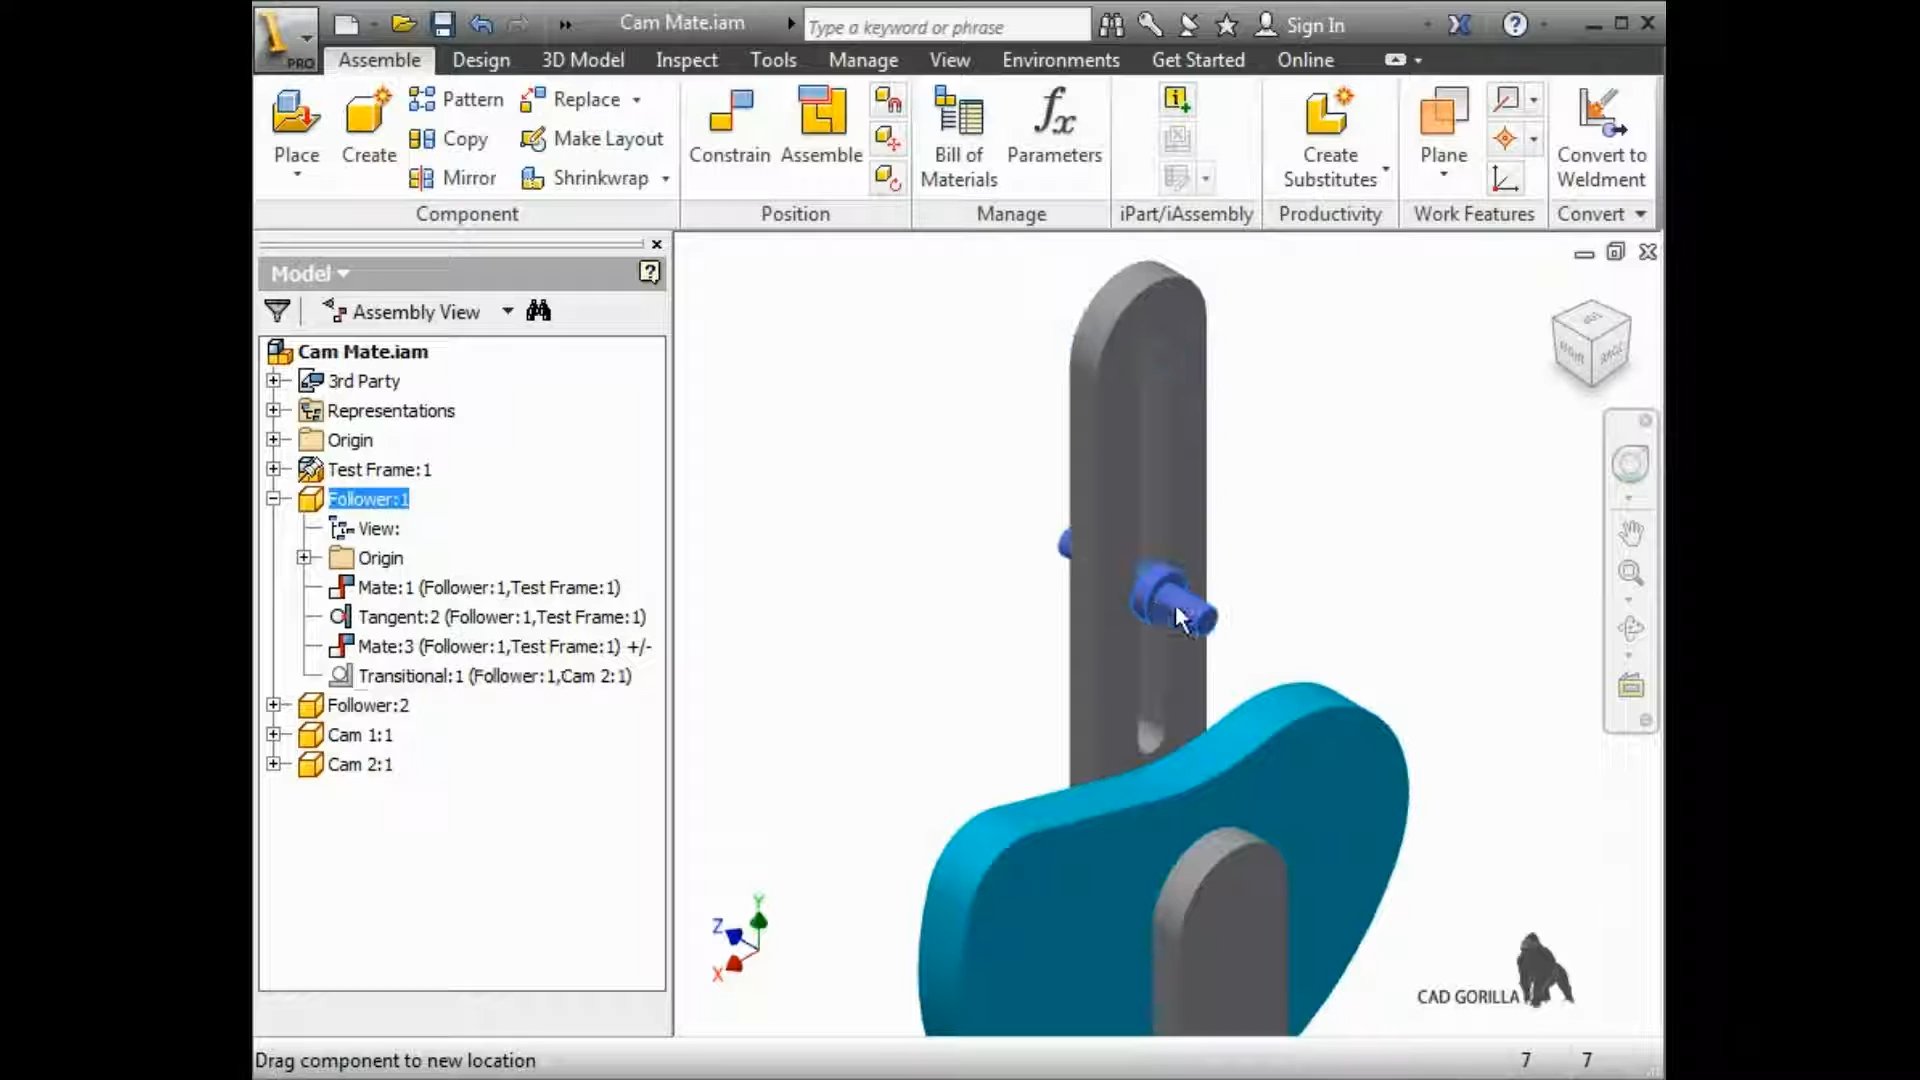 Cam Mate.iam
Type a keyword or phrase
Sign In
PRO
Assemble
Design
3D Model
Inspect
Tools
Manage
View
Environments
Get Started
Online
Place
Create
Pattern
Copy
Mirror
Replace
Make Layout
Shrinkwrap
Component
Constrain
Assemble
Position
Bill of
Materials
Parameters
Manage
iPart/iAssembly
Create
Substitutes
Productivity
Plane
Work Features
Convert to
Weldment
Convert
Model
Assembly View
Cam Mate.iam
3rd Party
Representations
Origin
Test Frame:1
Follower:1
View:
Origin
Mate:1 (Follower:1,Test Frame:1)
Tangent:2 (Follower:1,Test Frame:1)
Mate:3 (Follower:1,Test Frame:1) +/-
Transitional:1 (Follower:1,Cam 2:1)
Follower:2
Cam 1:1
Cam 2:1
Y
Z
X
CAD GORILLA
Drag component to new location
7
7